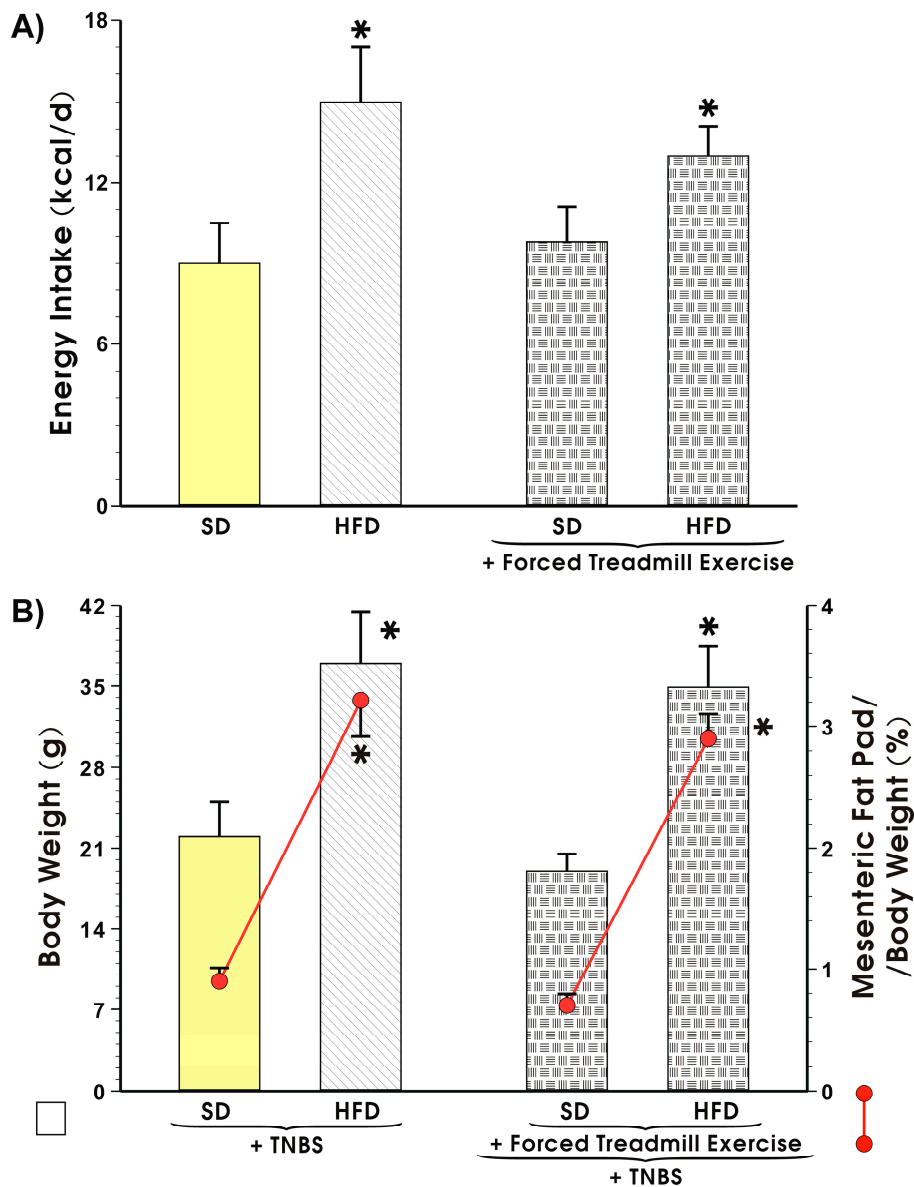 A)
Energy Intake (kcal/d)
18
12
6
0
*
*
SD HFD SD HFD
+ Forced Treadmill Exercise
B)
Body Weight (g)
42
35
28
21
14
7
0
*
*
*
*
4
3
2
1
0
Mesenteric Fat Pad/
/Body Weight (%)
SD HFD SD HFD
+ TNBS
+ Forced Treadmill Exercise
+ TNBS